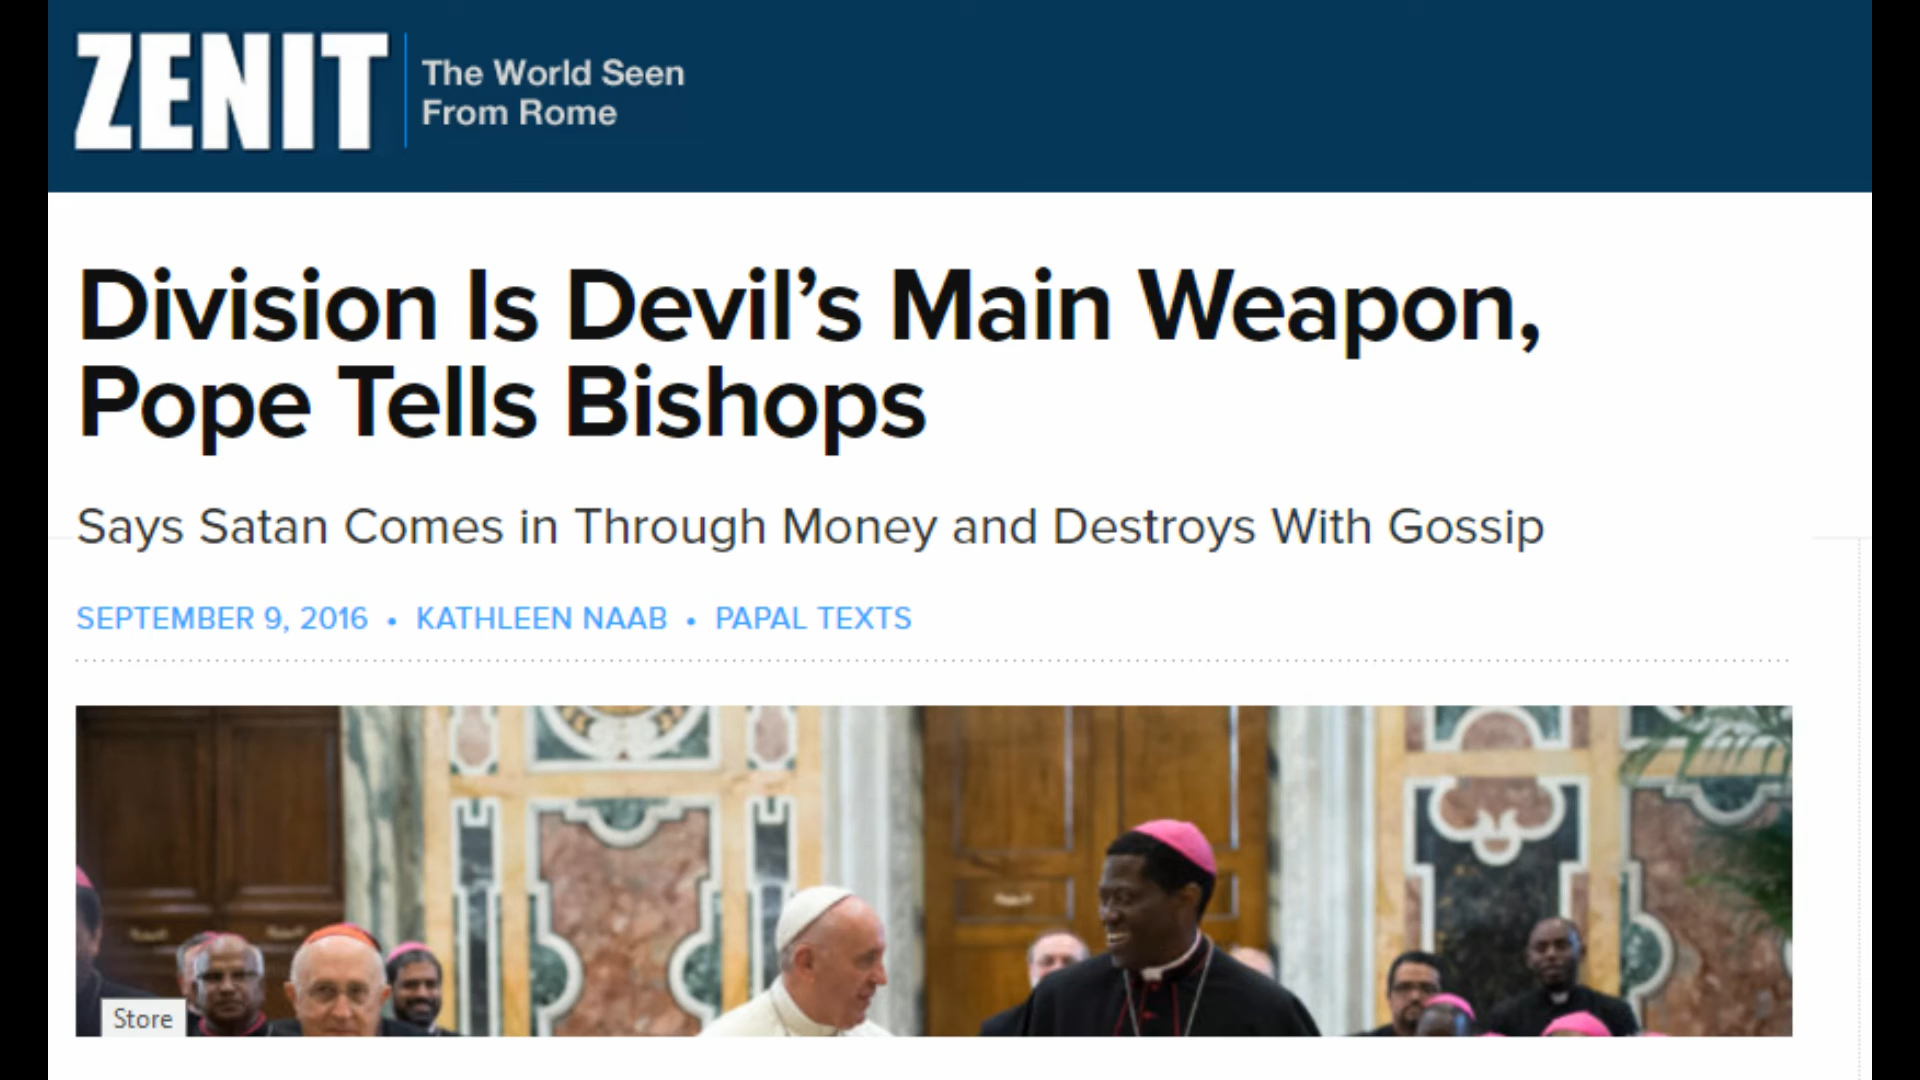 ZENIT
The World Seen
From Rome
Division Is Devil’s Main Weapon,
Pope Tells Bishops
Says Satan Comes in Through Money and Destroys With Gossip
SEPTEMBER 9, 2016 • KATHLEEN NAAB • PAPAL TEXTS
Store